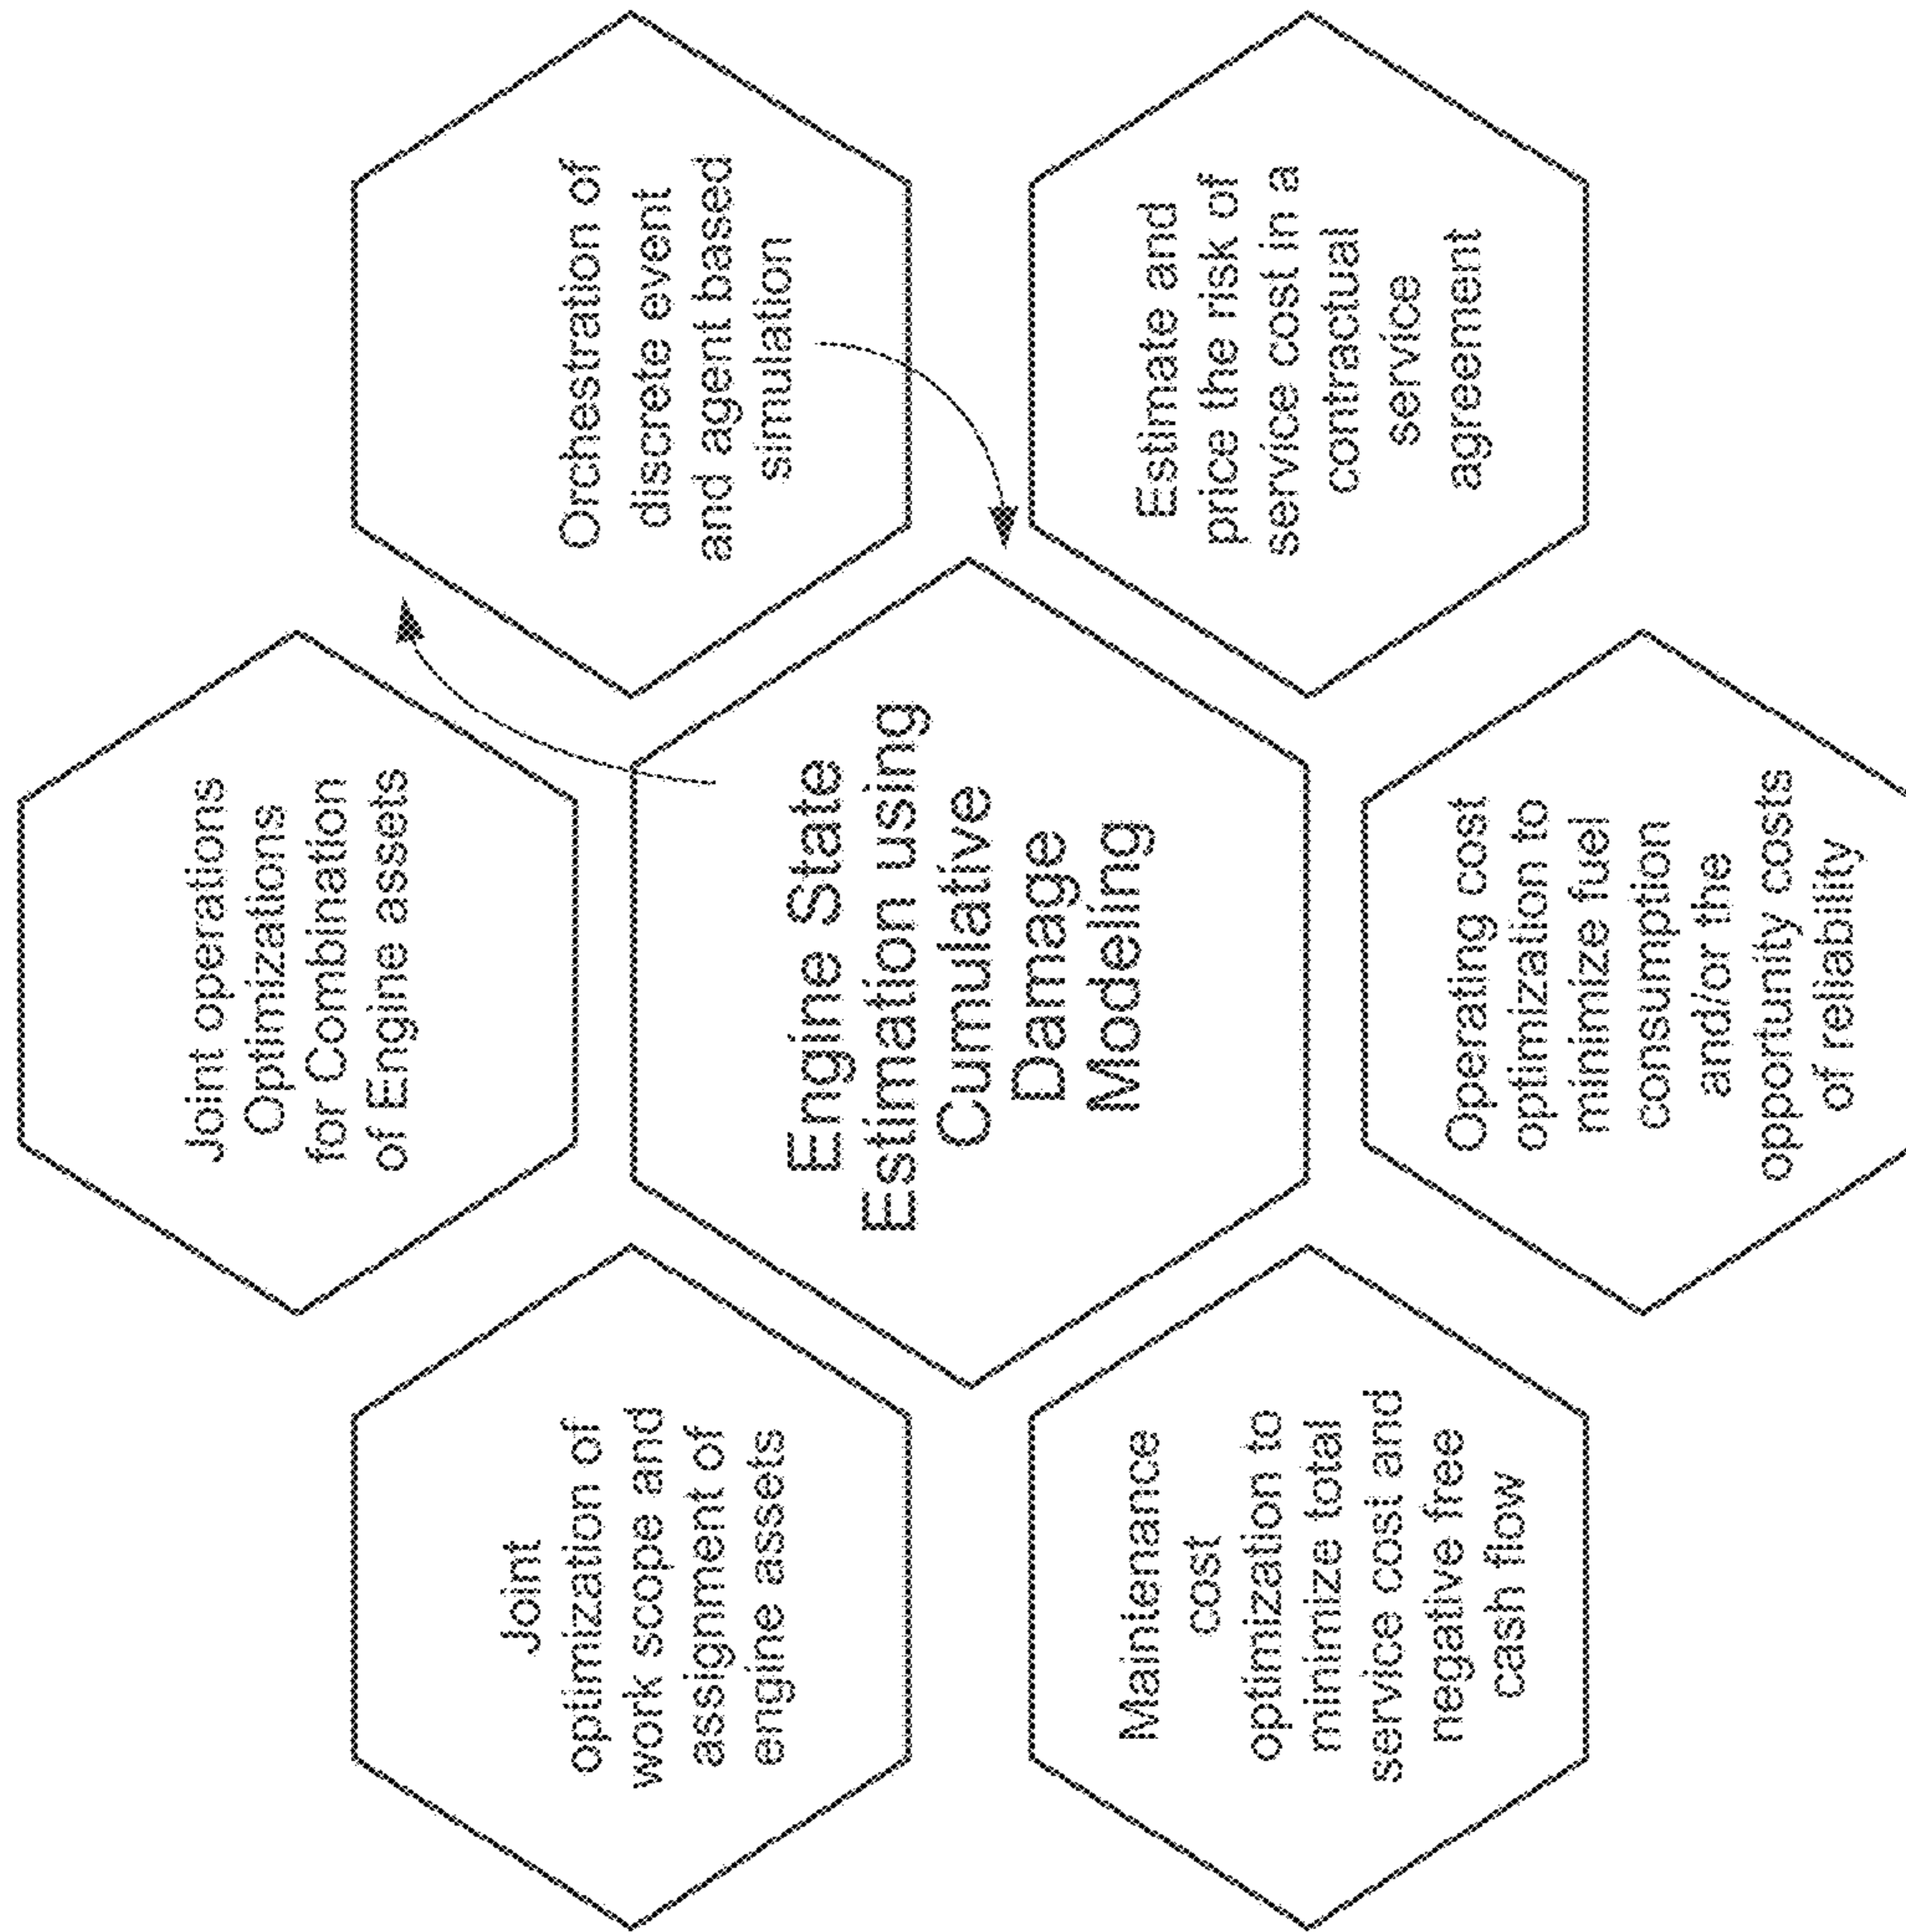 Joint operations
Optimizations
for Combination
of Engine assets
Joint
optimization of
work scope and
assignment of
engine assets
Orchestration of
discrete event
and agent based
simulation
Engine State
Estimation using
Cumulative
Damage
Modeling
Maintenance
cost
optimization to
minimize total
service cost and
negative free
cash flow
Estimate and
price the risk of
service cost in a
contractual
service
agreement
Operating cost
optimization to
minimize fuel
consumption
and/or the
opportunity costs
of reliability